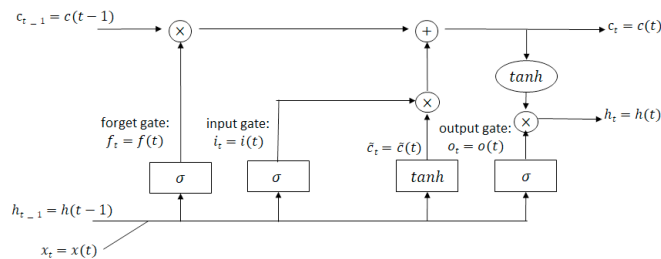 c_{t−1} = c(t−1)
×
+
c_t = c(t)
tanh
forget gate:
f_t = f(t)
input gate:
i_t = i(t)
×
c̃_t = c̃(t)
output gate:
o_t = o(t)
×
h_t = h(t)
σ
σ
tanh
σ
h_{t−1} = h(t−1)
x_t = x(t)